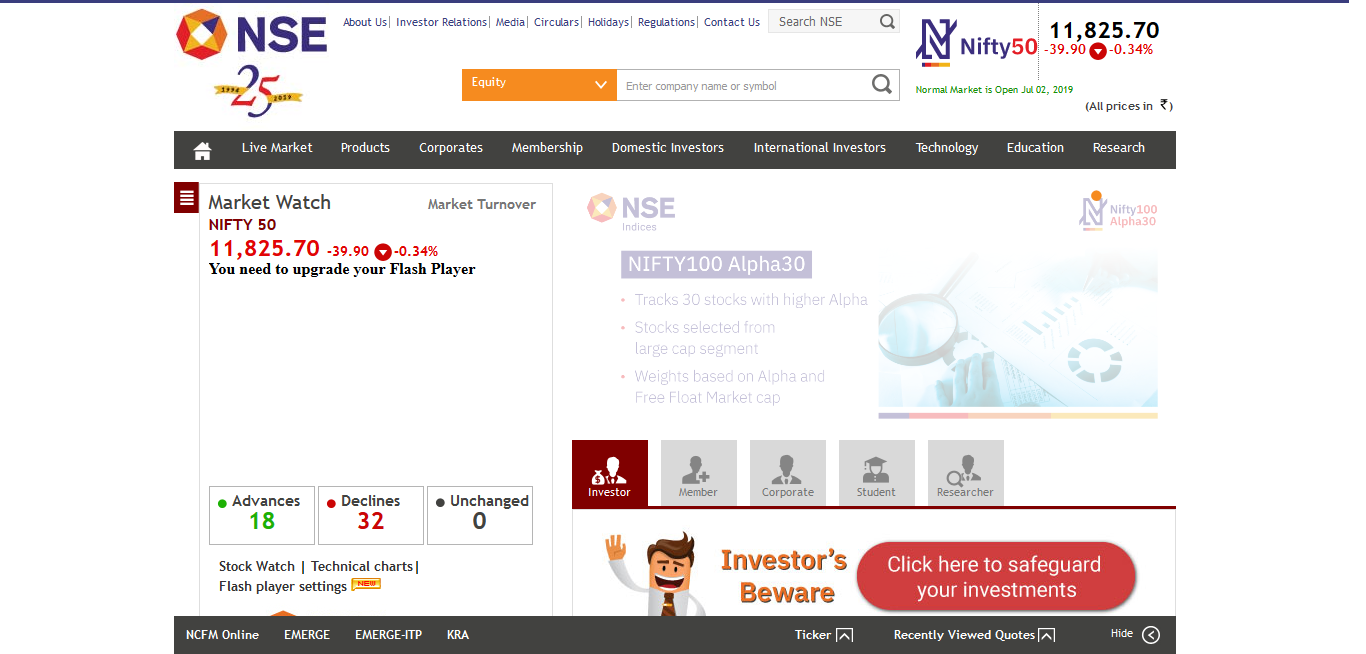 NSE
1994 25 2019
About Us| Investor Relations| Media| Circulars| Holidays| Regulations| Contact Us
Search NSE
Equity
Enter company name or symbol
Nifty50
11,825.70
-39.90 -0.34%
Normal Market is Open Jul 02, 2019
(All prices in ₹)
Live Market Products Corporates Membership Domestic Investors International Investors Technology Education Research
Market Watch
Market Turnover
NIFTY 50
11,825.70 -39.90 -0.34%
You need to upgrade your Flash Player
Advances
18
Declines
32
Unchanged
0
Stock Watch | Technical charts|
Flash player settings NEW
NSE
Indices
Nifty100
Alpha30
NIFTY100 Alpha30
• Tracks 30 stocks with higher Alpha
• Stocks selected from
large cap segment
• Weights based on Alpha and
Free Float Market cap
Investor
Member
Corporate
Student
Researcher
Investor's
Beware
Click here to safeguard
your investments
NCFM Online EMERGE EMERGE-ITP KRA
Ticker
Recently Viewed Quotes
Hide